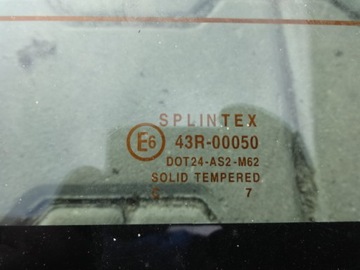 SPLINTEX
E6 43R-00050
DOT24-AS2-M62
SOLID TEMPERED
7